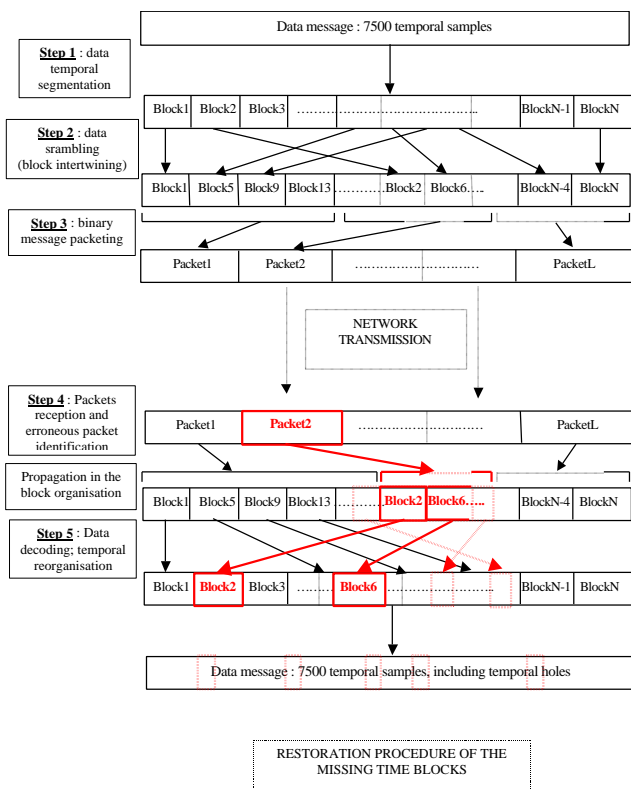 Data message : 7500 temporal samples
Step 1 : data
temporal
segmentation
Block1 Block2 Block3 ……………………………….. BlockN-1 BlockN
Step 2 : data
srambling
(block intertwining)
Block1 Block5 Block9 Block13 ………… Block2 Block6….. BlockN-4 BlockN
Step 3 : binary
message packeting
Packet1 Packet2 ………………………… PacketL
NETWORK
TRANSMISSION
Step 4 : Packets
reception and
erroneous packet
identification
Packet1 Packet2 ………………………… PacketL
Propagation in the
block organisation
Block1 Block5 Block9 Block13 ………… Block2 Block6….. BlockN-4 BlockN
Step 5 : Data
decoding; temporal
reorganisation
Block1 Block2 Block3 ……… Block6 ………………….. BlockN-1 BlockN
Data message : 7500 temporal samples, including temporal holes
RESTORATION PROCEDURE OF THE
MISSING TIME BLOCKS